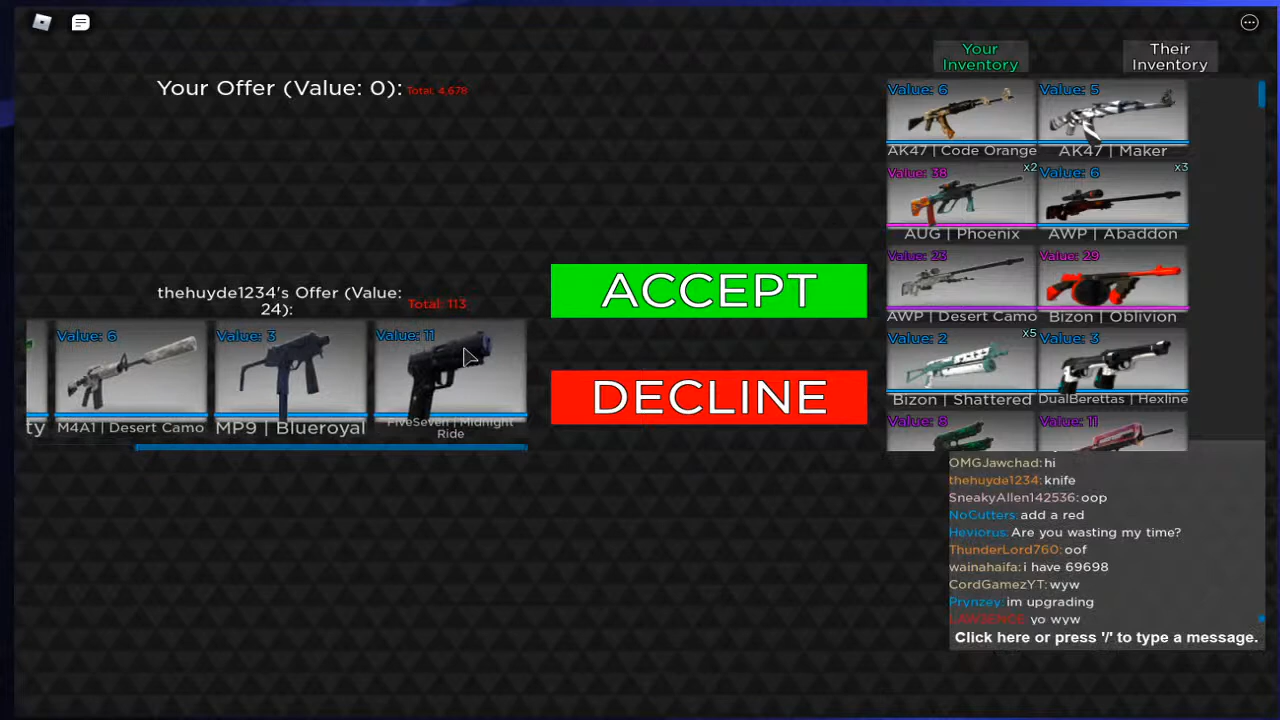 Your Offer (Value: 0): Total: 4,678
thehuyde1234's Offer (Value:
24): Total: 113
Value: 6
Value: 3
Value: 11
ty
M4A1 | Desert Camo
MP9 | Blueroyal
FiveSeven | Midnight
Ride
ACCEPT
DECLINE
Your
Inventory
Their
Inventory
Value: 6
Value: 5
AK47 | Code Orange
AK47 | Maker
Value: 38 x2
Value: 6 x3
AUG | Phoenix
AWP | Abaddon
Value: 23
Value: 29
AWP | Desert Camo
Bizon | Oblivion
Value: 2 x5
Value: 3
Bizon | Shattered
DualBerettas | Hexline
Value: 8
Value: 11
OMGJawchad: hi
thehuyde1234: knife
SneakyAllen142536: oop
NoCutters: add a red
Heviorus: Are you wasting my time?
ThunderLord760: oof
wainahaifa: i have 69698
CordGamezYT: wyw
Prynzey: im upgrading
LAW3ENCE: yo wyw
Click here or press '/' to type a message.